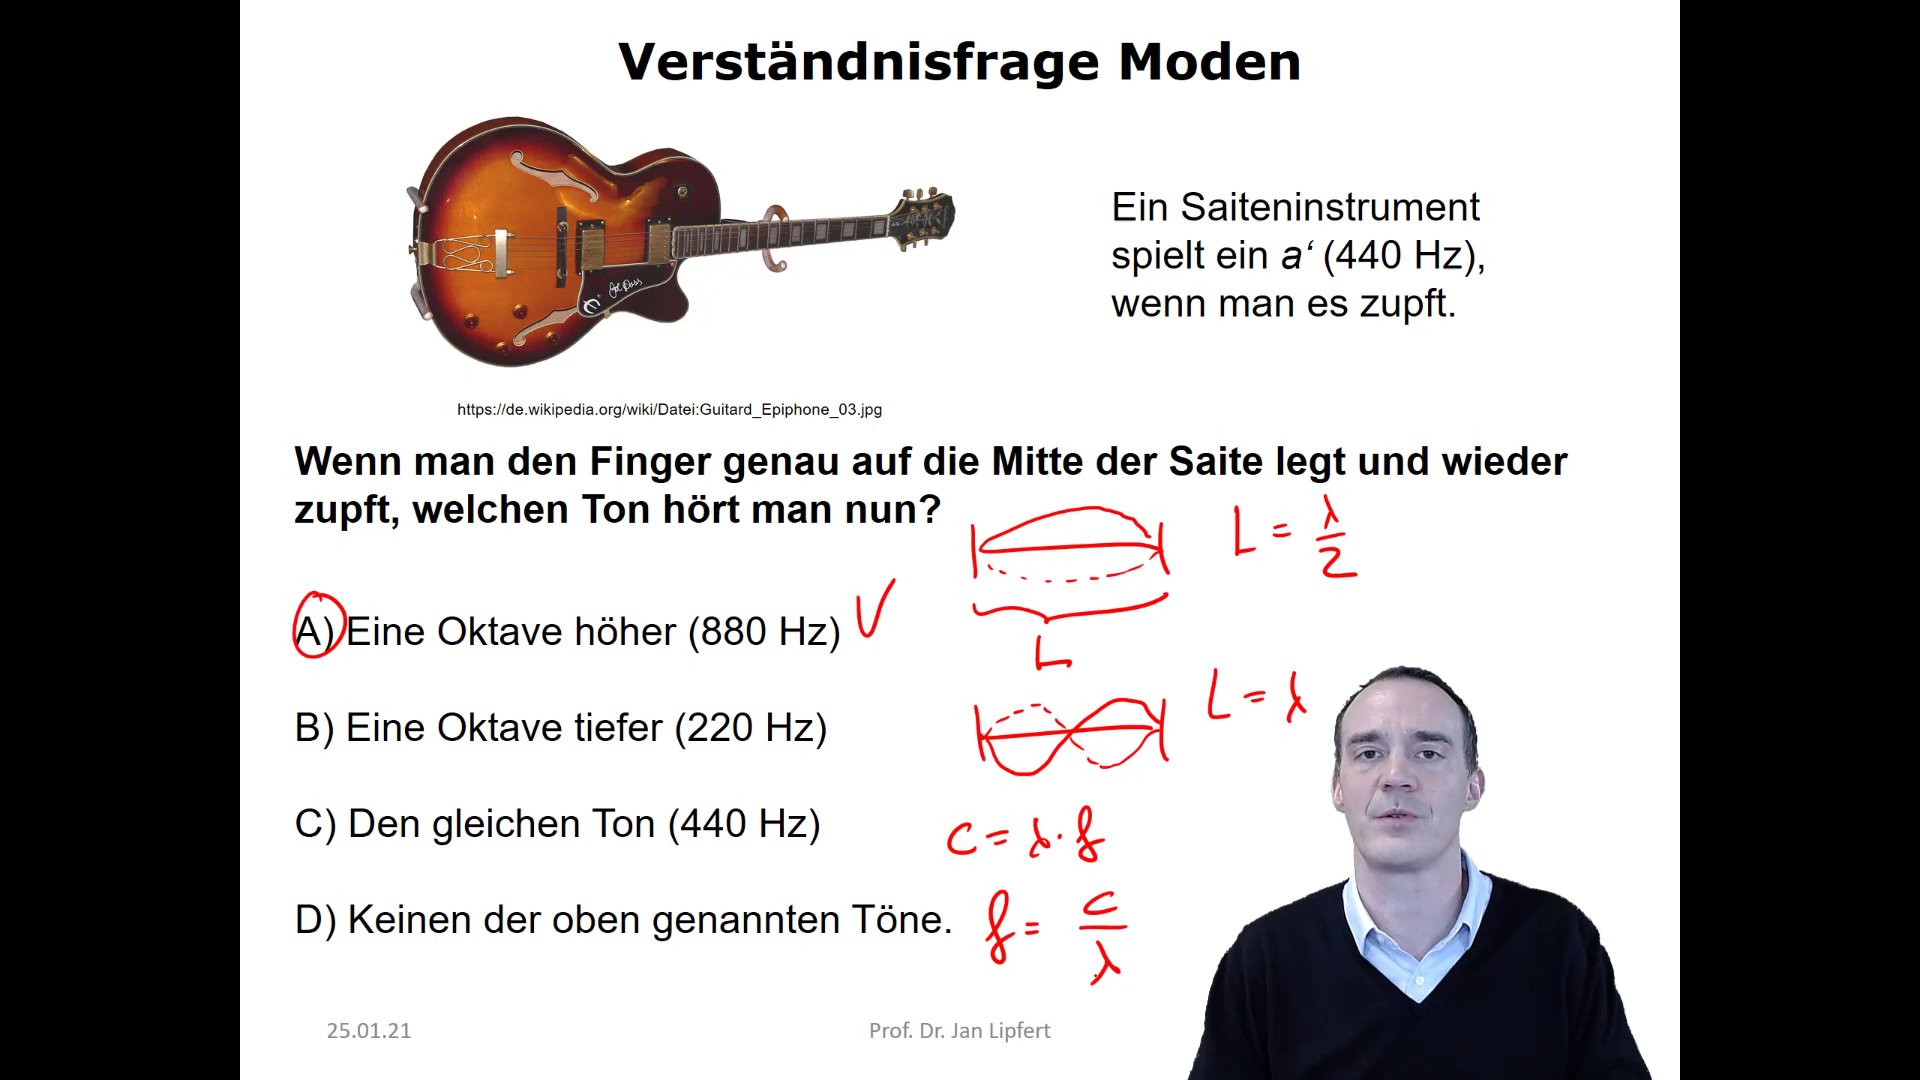 Verständnisfrage Moden
Ein Saiteninstrument
spielt ein a‘ (440 Hz),
wenn man es zupft.
https://de.wikipedia.org/wiki/Datei:Guitard_Epiphone_03.jpg
Wenn man den Finger genau auf die Mitte der Saite legt und wieder
zupft, welchen Ton hört man nun?
L = λ/2
A) Eine Oktave höher (880 Hz) ✓
L
B) Eine Oktave tiefer (220 Hz)
L = λ
C) Den gleichen Ton (440 Hz)
c = λ · f
D) Keinen der oben genannten Töne.
f = c/λ
25.01.21
Prof. Dr. Jan Lipfert